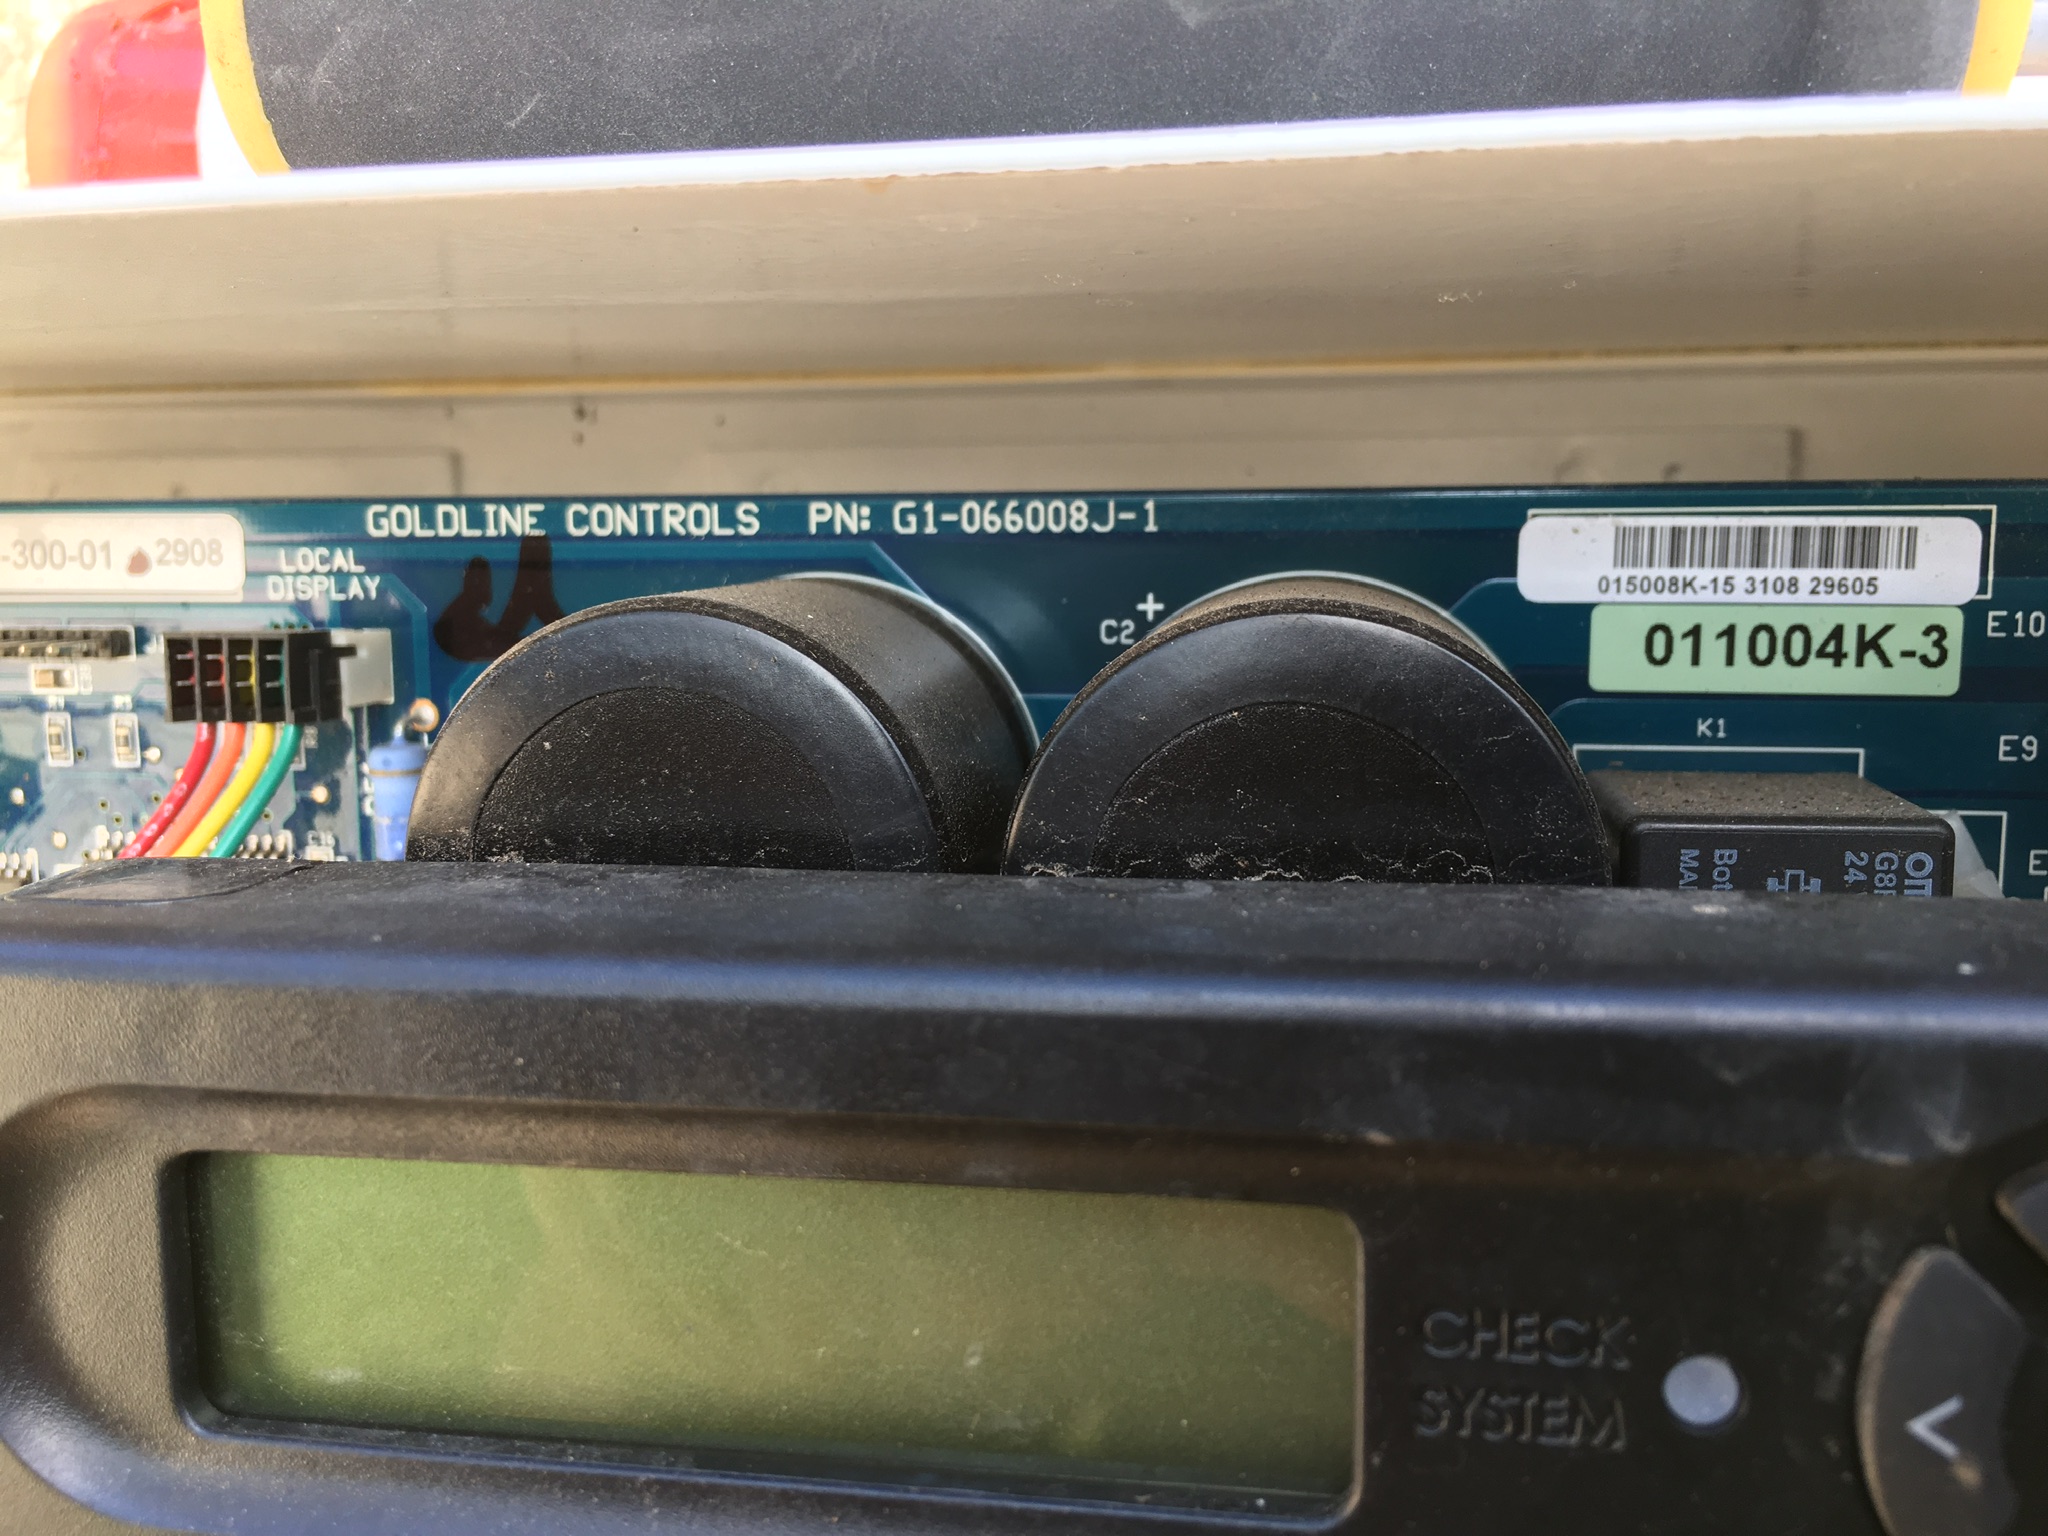 GOLDLINE CONTROLS PN: G1-066008J-1
-300-01 2908
LOCAL
DISPLAY
015008K-15 3108 29605
011004K-3
C2 +
E10
K1
E9
C16
CHECK
SYSTEM
<